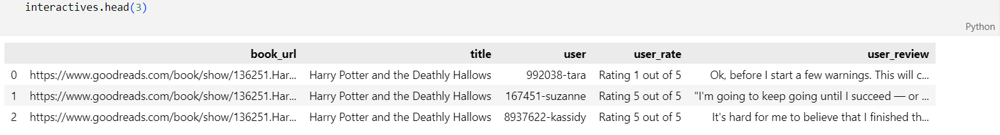 interactives.head(3)
Python
book_url title user user_rate user_review
0 https://www.goodreads.com/book/show/136251.Har... Harry Potter and the Deathly Hallows 992038-tara Rating 1 out of 5 Ok, before I start a few warnings. This will c...
1 https://www.goodreads.com/book/show/136251.Har... Harry Potter and the Deathly Hallows 167451-suzanne Rating 5 out of 5 "I'm going to keep going until I succeed — or ...
2 https://www.goodreads.com/book/show/136251.Har... Harry Potter and the Deathly Hallows 8937622-kassidy Rating 5 out of 5 It's hard for me to believe that I finished th...